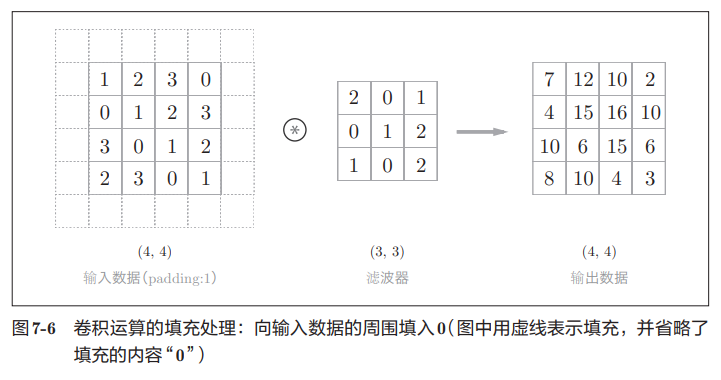 1 2 3 0
0 1 2 3
3 0 1 2
2 3 0 1
(4, 4)
输入数据(padding:1)
*
2 0 1
0 1 2
1 0 2
(3, 3)
滤波器
7 12 10 2
4 15 16 10
10 6 15 6
8 10 4 3
(4, 4)
输出数据
图7-6 卷积运算的填充处理：向输入数据的周围填入0（图中用虚线表示填充，并省略了
填充的内容“0”）